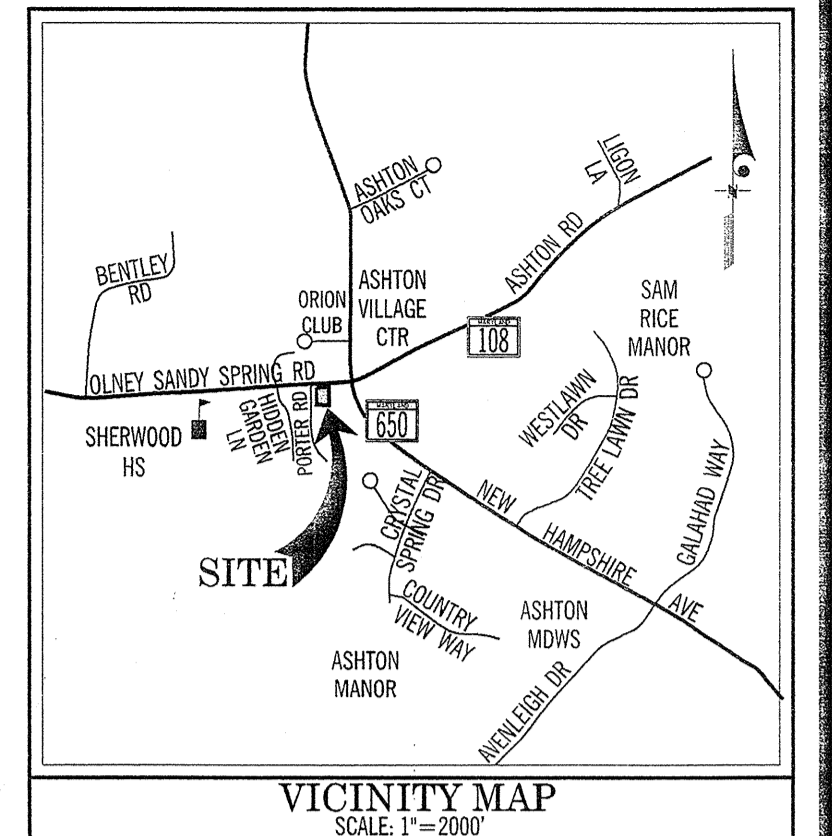 ASHTON
OAKS CT
LIGON
LA
BENTLEY
RD
ORION
CLUB
ASHTON
VILLAGE
CTR
ASHTON RD
MARYLAND
108
SAM
RICE
MANOR
OLNEY SANDY SPRING RD
SHERWOOD
HS
HIDDEN
GARDEN
LN
PORTER RD
MARYLAND
650
WESTLAWN
DR
TREE LAWN DR
GALAHAD WAY
CRYSTAL
SPRING DR
NEW HAMPSHIRE AVE
SITE
COUNTRY
VIEW WAY
ASHTON
MDWS
ASHTON
MANOR
AVENLEIGH DR
VICINITY MAP
SCALE: 1"=2000'